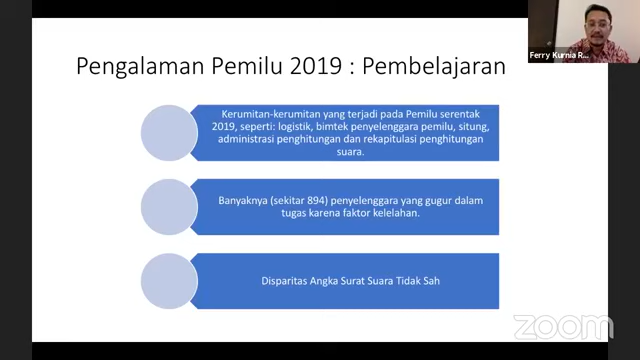 Ferry Kurnia R...
Pengalaman Pemilu 2019 : Pembelajaran
Kerumitan-kerumitan yang terjadi pada Pemilu serentak
2019, seperti: logistik, bimtek penyelenggara pemilu, situng,
administrasi penghitungan dan rekapitulasi penghitungan
suara.
Banyaknya (sekitar 894) penyelenggara yang gugur dalam
tugas karena faktor kelelahan.
Disparitas Angka Surat Suara Tidak Sah
zoom